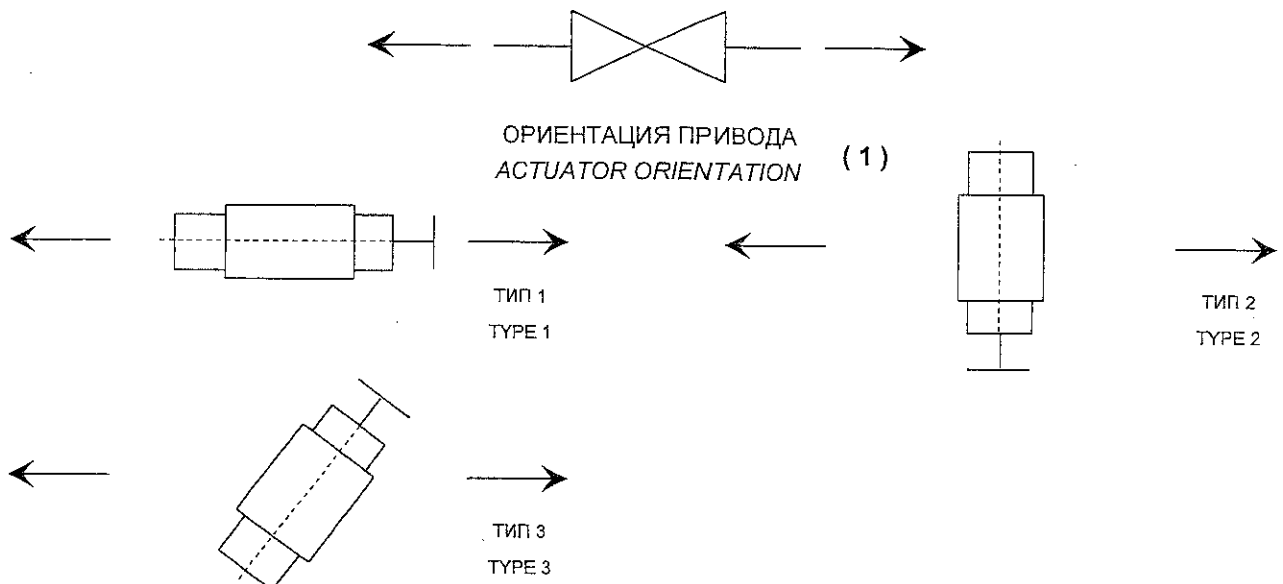 ОРИЕНТАЦИЯ ПРИВОДА
ACTUATOR ORIENTATION (1)
ТИП 1
TYPE 1
ТИП 2
TYPE 2
ТИП 3
TYPE 3